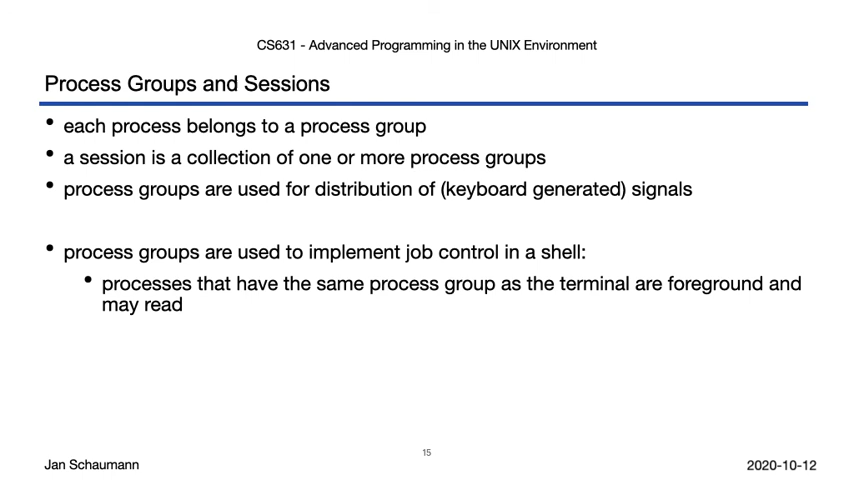 CS631 - Advanced Programming in the UNIX Environment
Process Groups and Sessions
• each process belongs to a process group
• a session is a collection of one or more process groups
• process groups are used for distribution of (keyboard generated) signals
• process groups are used to implement job control in a shell:
• processes that have the same process group as the terminal are foreground and
may read
15
Jan Schaumann
2020-10-12